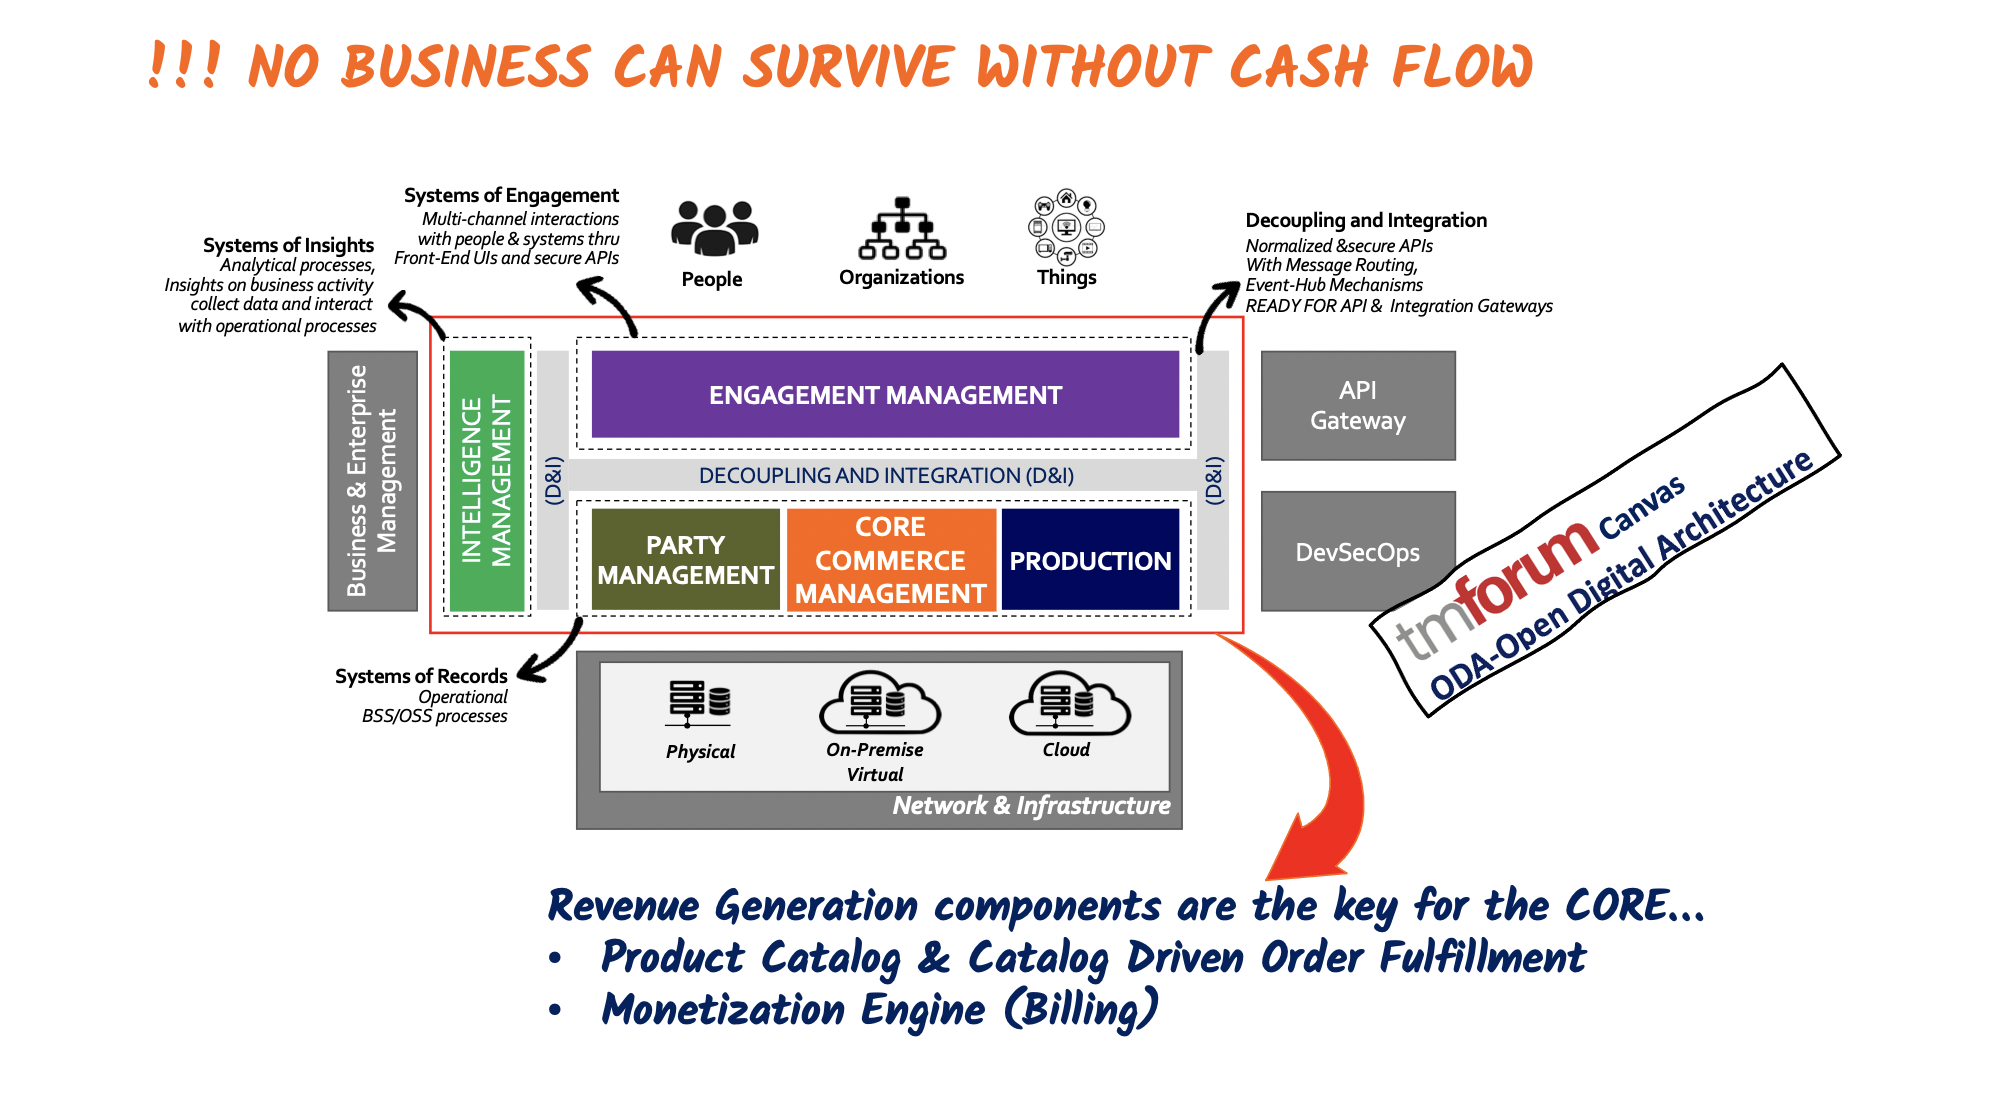 !!! NO BUSINESS CAN SURVIVE WITHOUT CASH FLOW
Systems of Engagement
Multi-channel interactions
with people & systems thru
Front-End UIs and secure APIs
Systems of Insights
Analytical processes,
Insights on business activity
collect data and interact
with operational processes
People
Organizations
Things
Decoupling and Integration
Normalized &secure APIs
With Message Routing,
Event-Hub Mechanisms
READY FOR API & Integration Gateways
Business & Enterprise
Management
INTELLIGENCE
MANAGEMENT
(D&I)
ENGAGEMENT MANAGEMENT
DECOUPLING AND INTEGRATION (D&I)
(D&I)
PARTY
MANAGEMENT
CORE
COMMERCE
MANAGEMENT
PRODUCTION
API
Gateway
DevSecOps
tmforum Canvas
ODA-Open Digital Architecture
Systems of Records
Operational
BSS/OSS processes
Physical
On-Premise
Virtual
Cloud
Network & Infrastructure
Revenue Generation components are the key for the CORE...
• Product Catalog & Catalog Driven Order Fulfillment
• Monetization Engine (Billing)